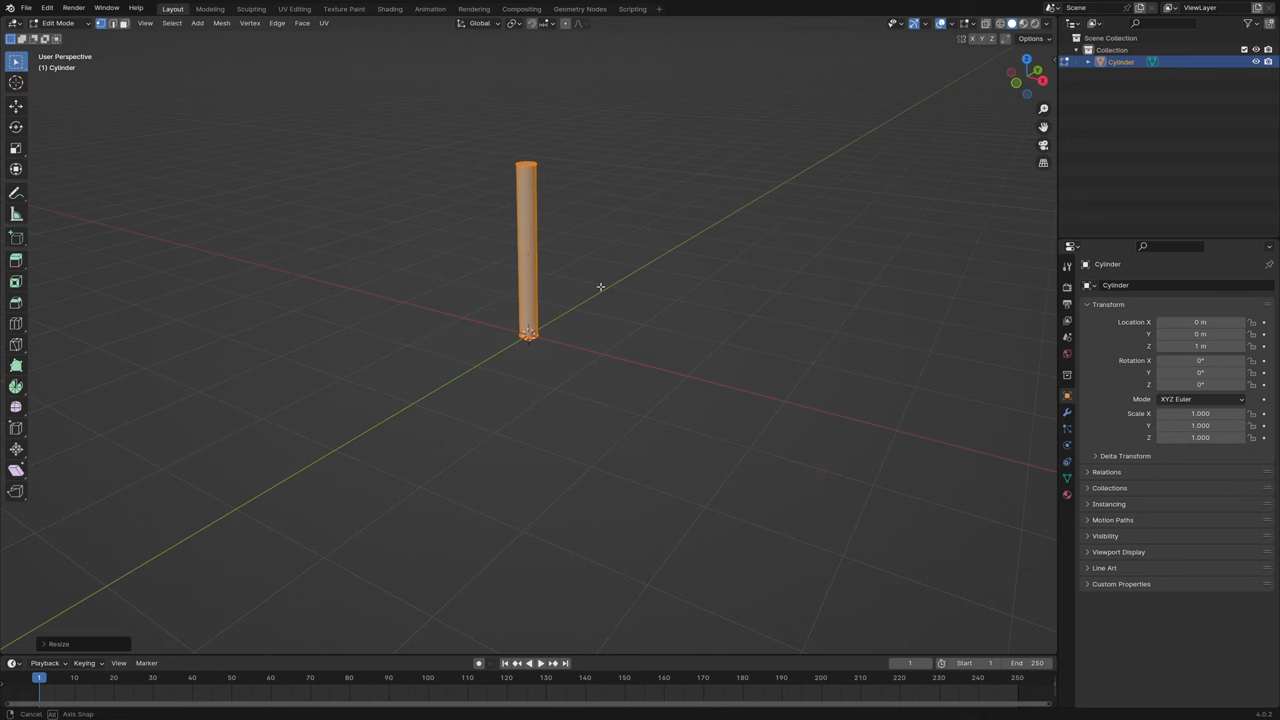 File Edit Render Window Help Layout Modeling Sculpting UV Editing Texture Paint Shading Animation Rendering Compositing Geometry Nodes Scripting + Scene ViewLayer
Edit Mode View Select Add Mesh Vertex Edge Face UV Global
X Y Z Options
User Perspective
(1) Cylinder
Z
Y
X
Scene Collection
Collection
Cylinder
Cylinder
Cylinder
Transform
Location X 0 m
Y 0 m
Z 1 m
Rotation X 0°
Y 0°
Z 0°
Mode XYZ Euler
Scale X 1.000
Y 1.000
Z 1.000
Delta Transform
Relations
Collections
Instancing
Motion Paths
Visibility
Viewport Display
Line Art
Custom Properties
Resize
Playback Keying View Marker 1 Start 1 End 250
1 10 20 30 40 50 60 70 80 90 100 110 120 130 140 150 160 170 180 190 200 210 220 230 240 250
Cancel Alt Axis Snap 4.0.2